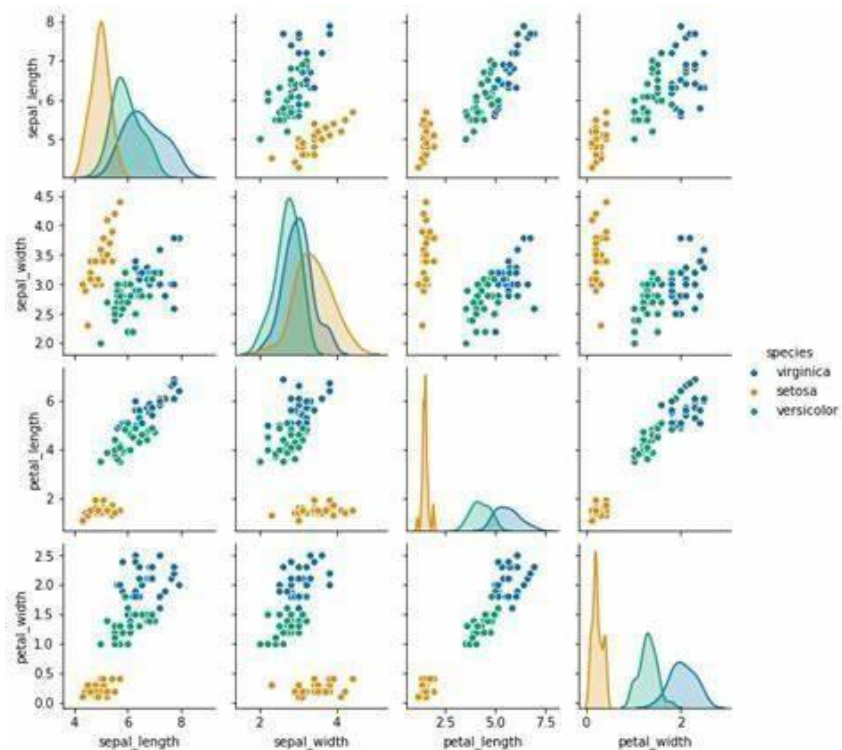 8
7
6
5
sepal_length
4.5
4.0
3.5
3.0
2.5
2.0
sepal_width
species
virginica
setosa
versicolor
6
4
2
petal_length
2.5
2.0
1.5
1.0
0.5
0.0
petal_width
4 6 8
2 4
2.5 5.0 7.5
0 2
sepal_length
sepal_width
petal_length
petal_width